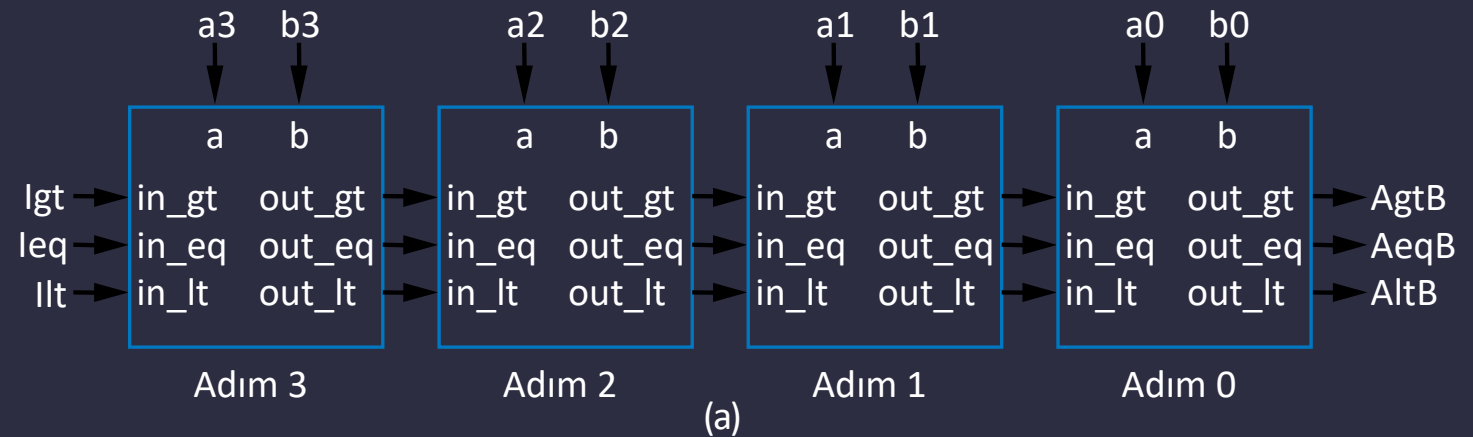 a3 b3 a2 b2 a1 b1 a0 b0
a b a b a b a b
Igt in_gt out_gt in_gt out_gt in_gt out_gt in_gt out_gt AgtB
Ieq in_eq out_eq in_eq out_eq in_eq out_eq in_eq out_eq AeqB
Ilt in_lt out_lt in_lt out_lt in_lt out_lt in_lt out_lt AltB
Adım 3 Adım 2 Adım 1 Adım 0
(a)